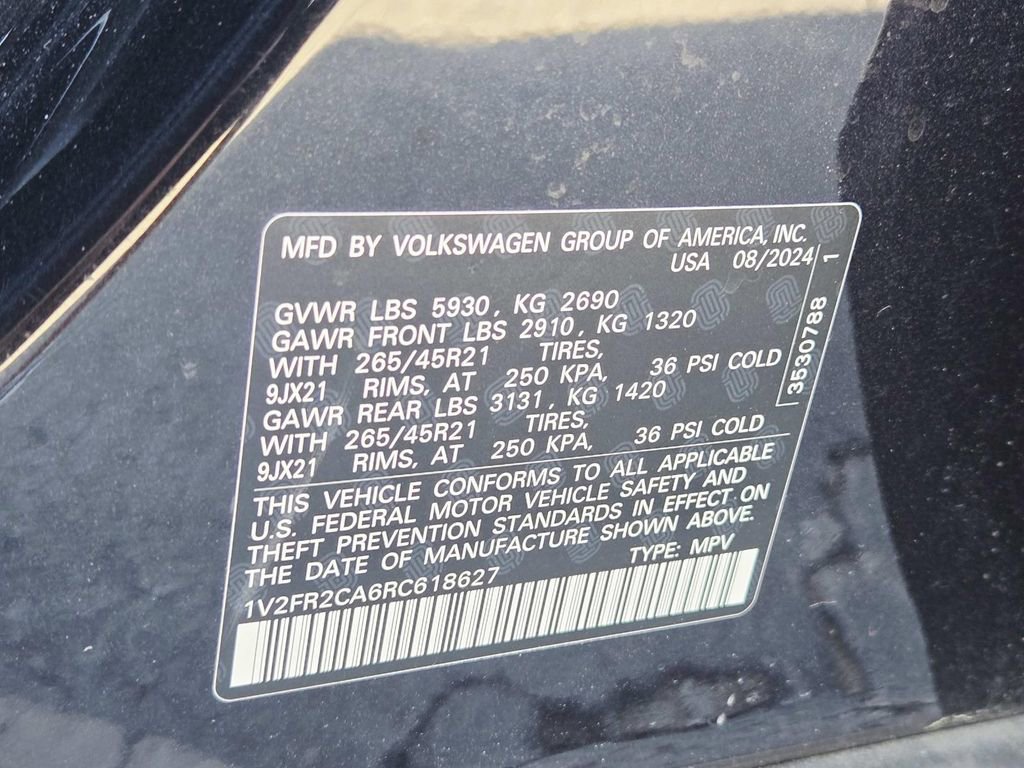 MFD BY VOLKSWAGEN GROUP OF AMERICA, INC.
USA 08/2024
GVWR LBS 5930, KG 2690
GAWR FRONT LBS 2910, KG 1320
WITH 265/45R21 TIRES,
9JX21 RIMS, AT 250 KPA, 36 PSI COLD
GAWR REAR LBS 3131, KG 1420
WITH 265/45R21 TIRES,
9JX21 RIMS, AT 250 KPA, 36 PSI COLD
3530788 1
THIS VEHICLE CONFORMS TO ALL APPLICABLE
U.S. FEDERAL MOTOR VEHICLE SAFETY AND
THEFT PREVENTION STANDARDS IN EFFECT ON
THE DATE OF MANUFACTURE SHOWN ABOVE.
1V2FR2CA6RC618627 TYPE: MPV